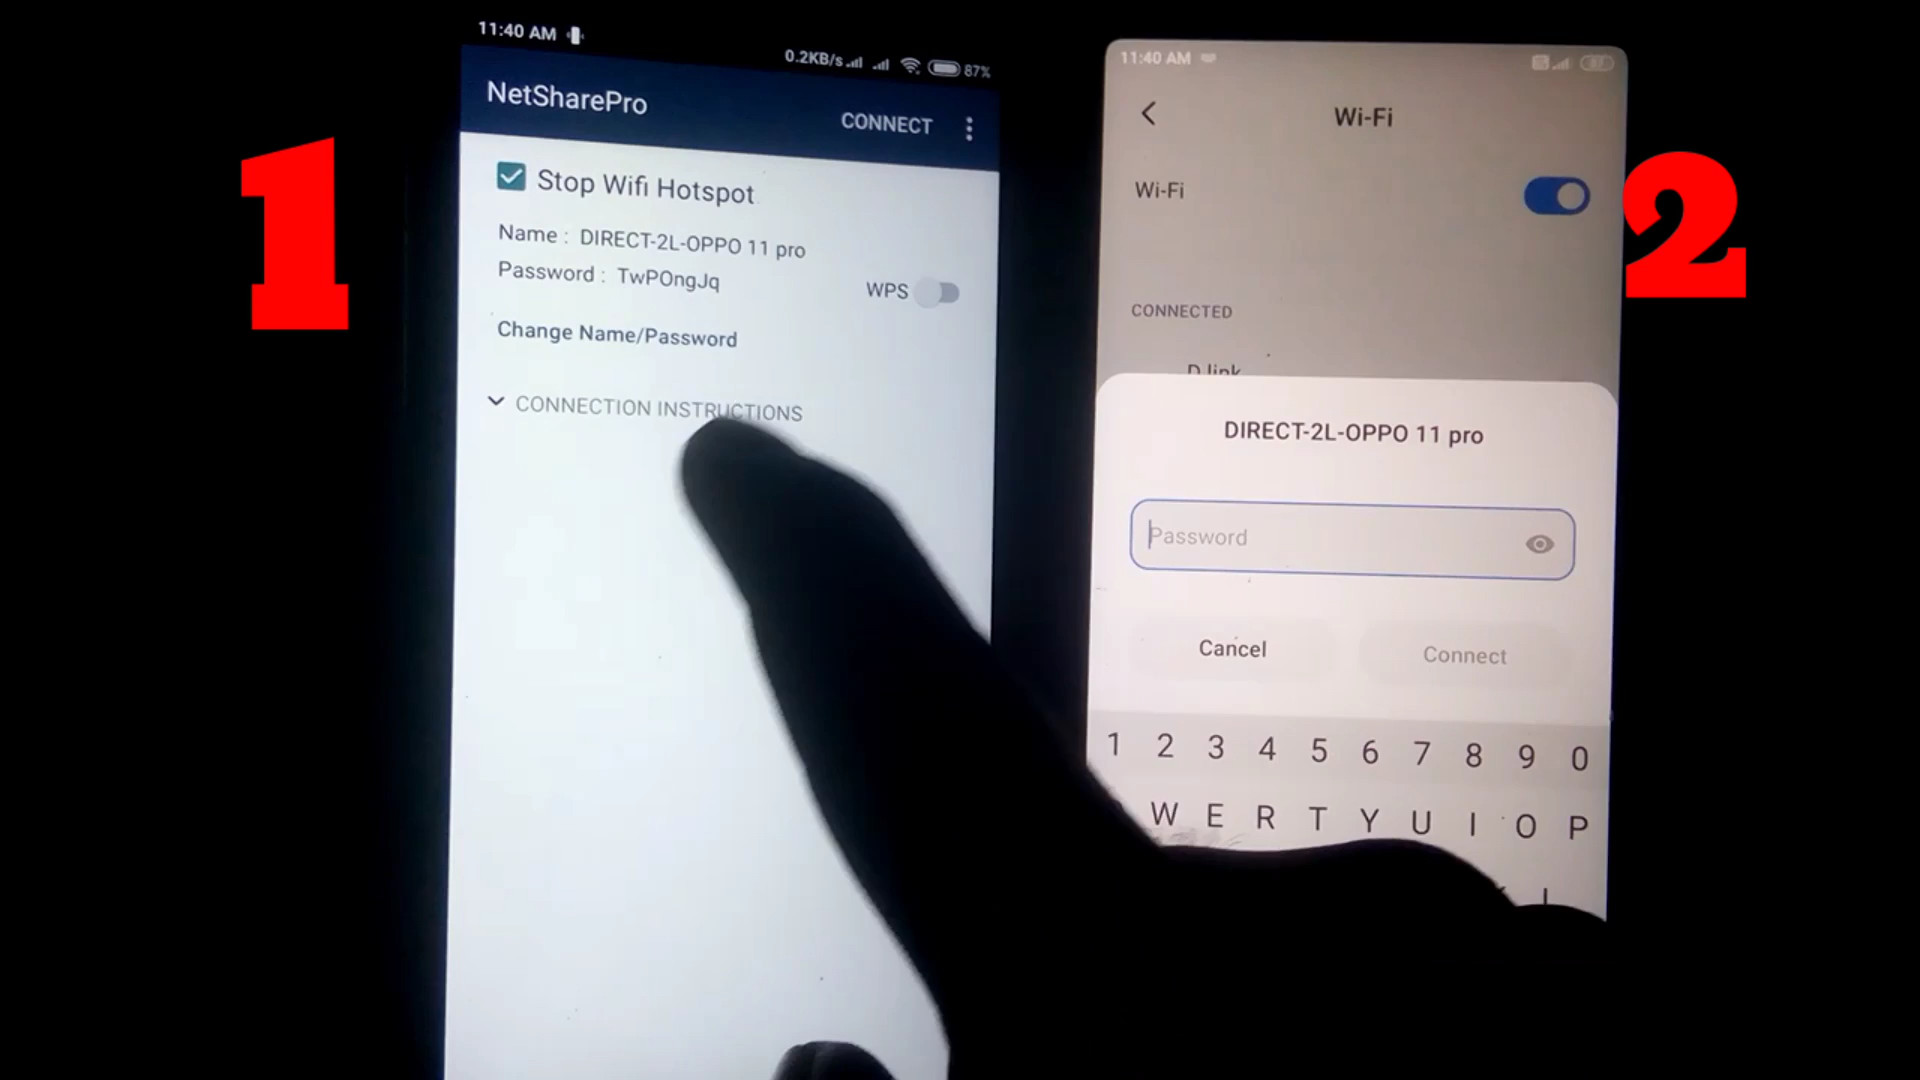 1
11:40 AM
0.2KB/s 87%
NetSharePro
CONNECT
Stop Wifi Hotspot
Name : DIRECT-2L-OPPO 11 pro
Password : TwPOngJq
WPS
Change Name/Password
CONNECTION INSTRUCTIONS
2
11:40 AM
Wi-Fi
Wi-Fi
CONNECTED
D link
DIRECT-2L-OPPO 11 pro
Password
Cancel
Connect
1 2 3 4 5 6 7 8 9 0
W E R T Y U I O P